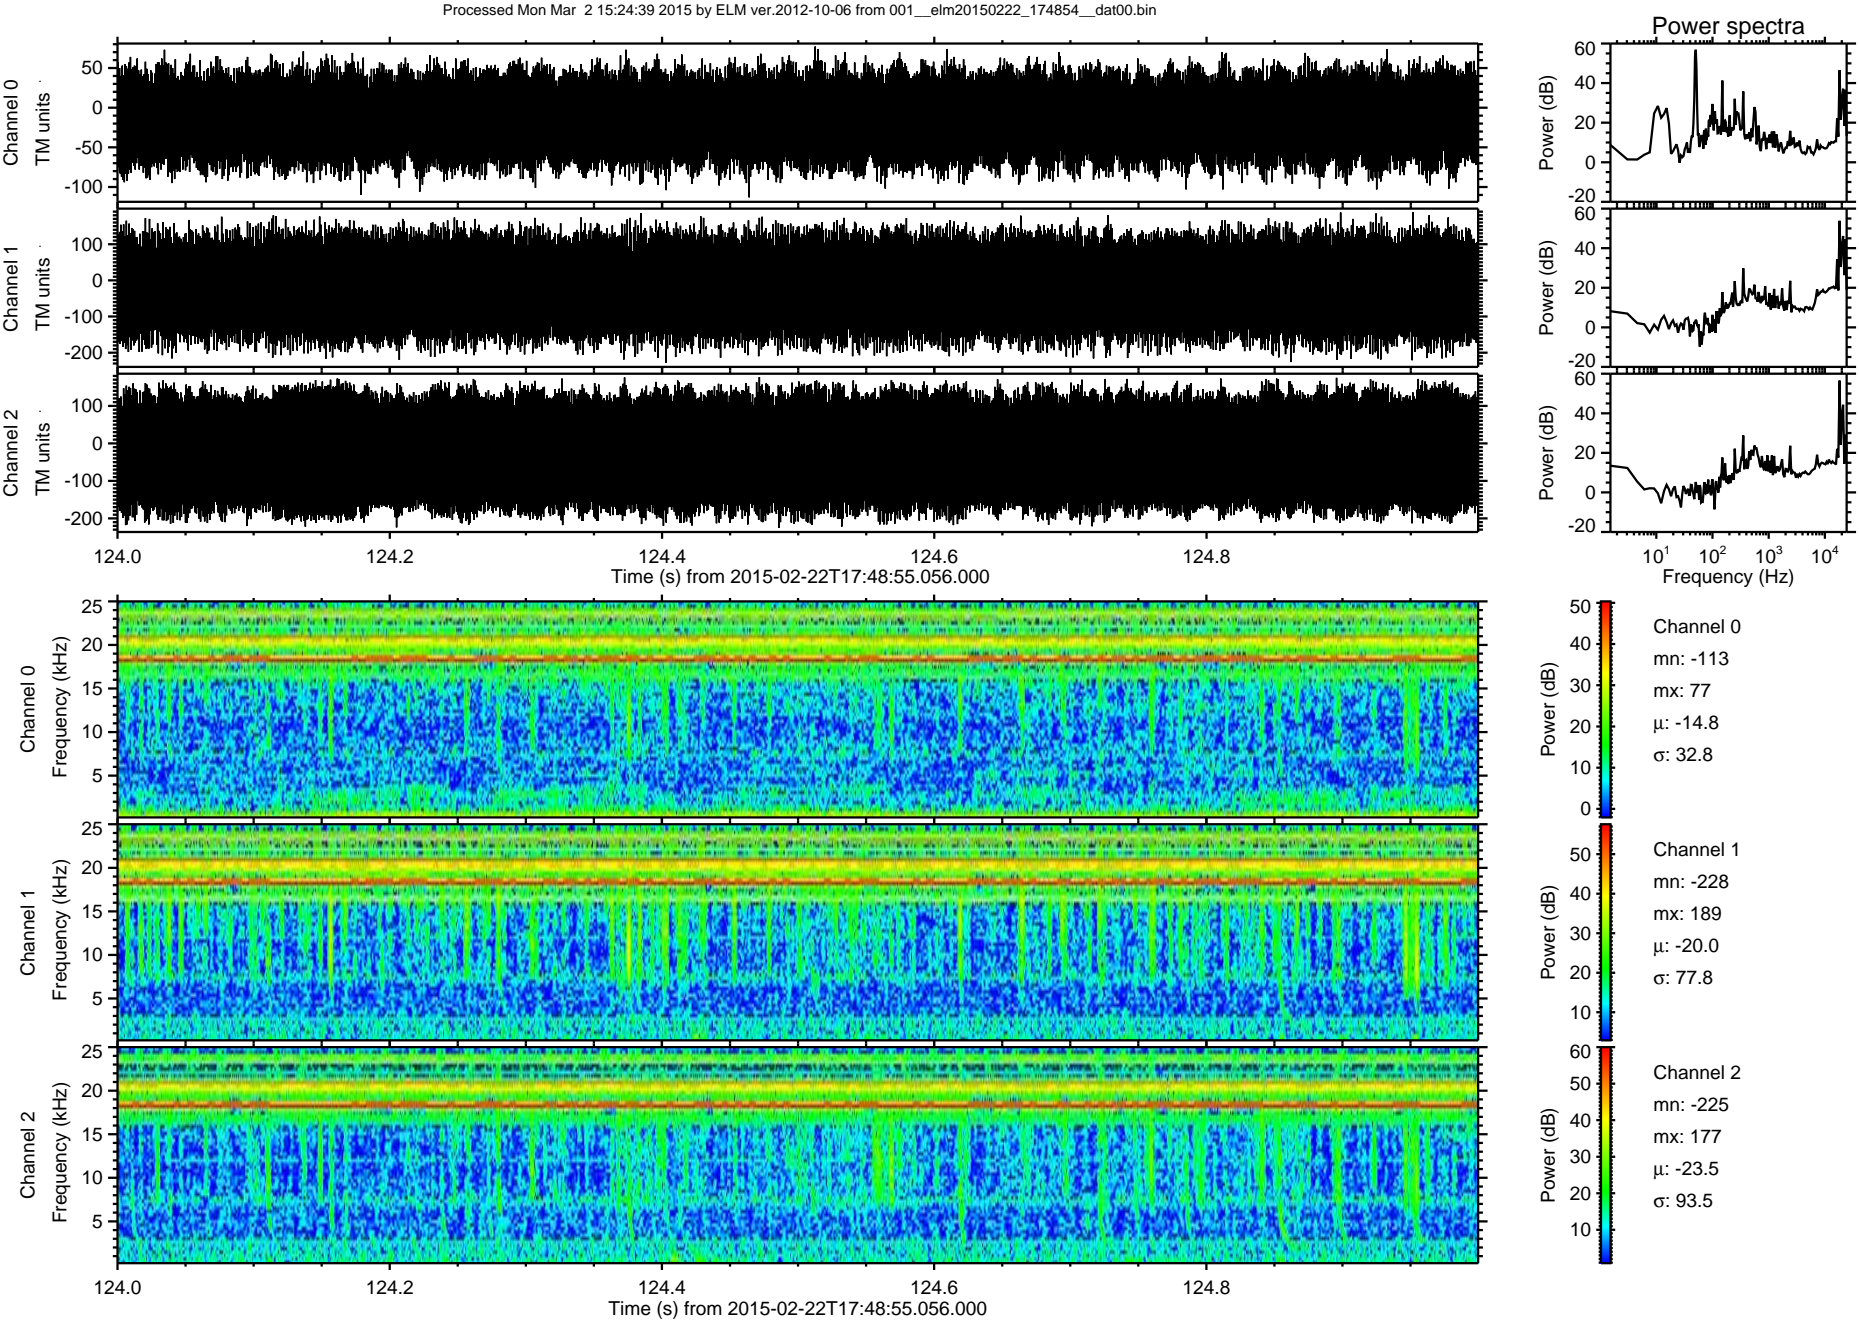 Processed Mon Mar  2 15:24:39 2015 by ELM ver.2012-10-06 from 001__elm20150222_174854__dat00.bin
Power spectra
Channel 0
TM units
50
0
-50
-100
Power (dB)
60
40
20
0
-20
Channel 1
TM units
100
0
-100
-200
Power (dB)
60
40
20
0
-20
Channel 2
TM units
100
0
-100
-200
Power (dB)
60
40
20
0
-20
124.0 124.2 124.4 124.6 124.8
Time (s) from 2015-02-22T17:48:55.056.000
10¹ 10² 10³ 10⁴
Frequency (Hz)
Channel 0
Frequency (kHz)
25
20
15
10
5
Power (dB)
50
40
30
20
10
0
Channel 0
mn: -113
mx: 77
μ: -14.8
σ: 32.8
Channel 1
Frequency (kHz)
25
20
15
10
5
Power (dB)
50
40
30
20
10
Channel 1
mn: -228
mx: 189
μ: -20.0
σ: 77.8
Channel 2
Frequency (kHz)
25
20
15
10
5
Power (dB)
60
50
40
30
20
10
Channel 2
mn: -225
mx: 177
μ: -23.5
σ: 93.5
124.0 124.2 124.4 124.6 124.8
Time (s) from 2015-02-22T17:48:55.056.000